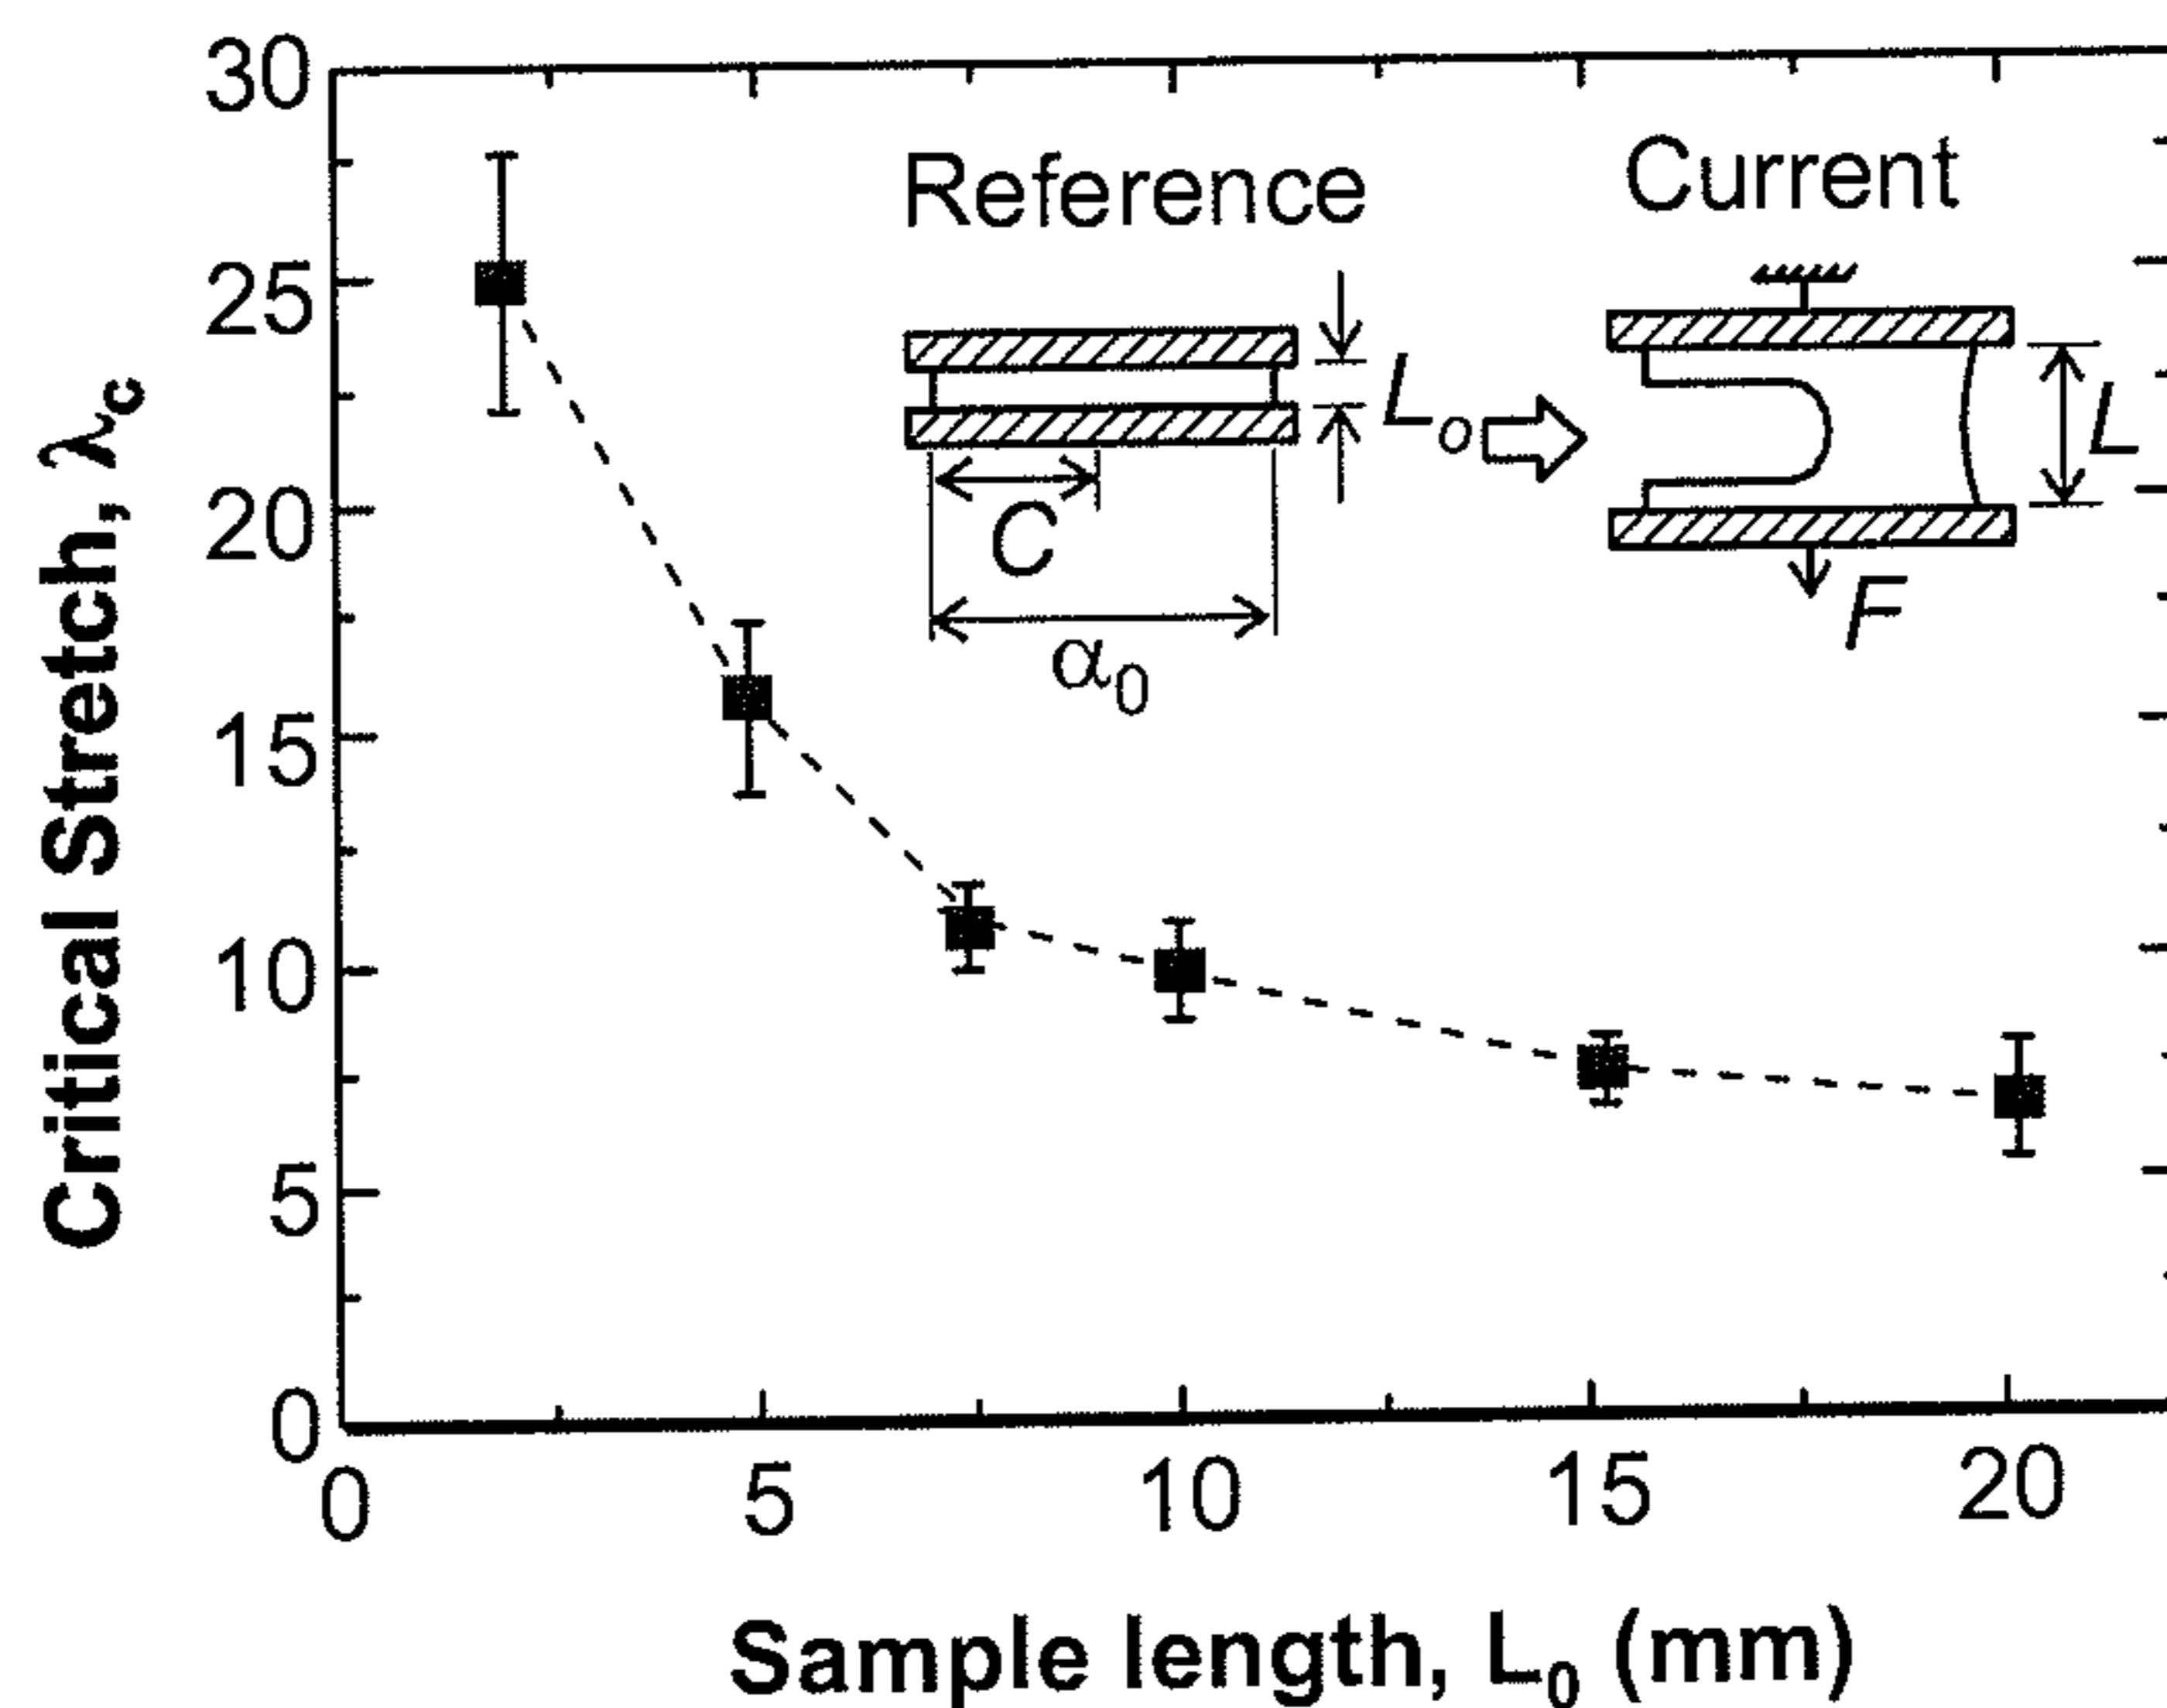 Critical Stretch, λc
30
25
20
15
10
5
0
Reference
Current
Lo
L
C
α0
F
0 5 10 15 20
Sample length, L0 (mm)